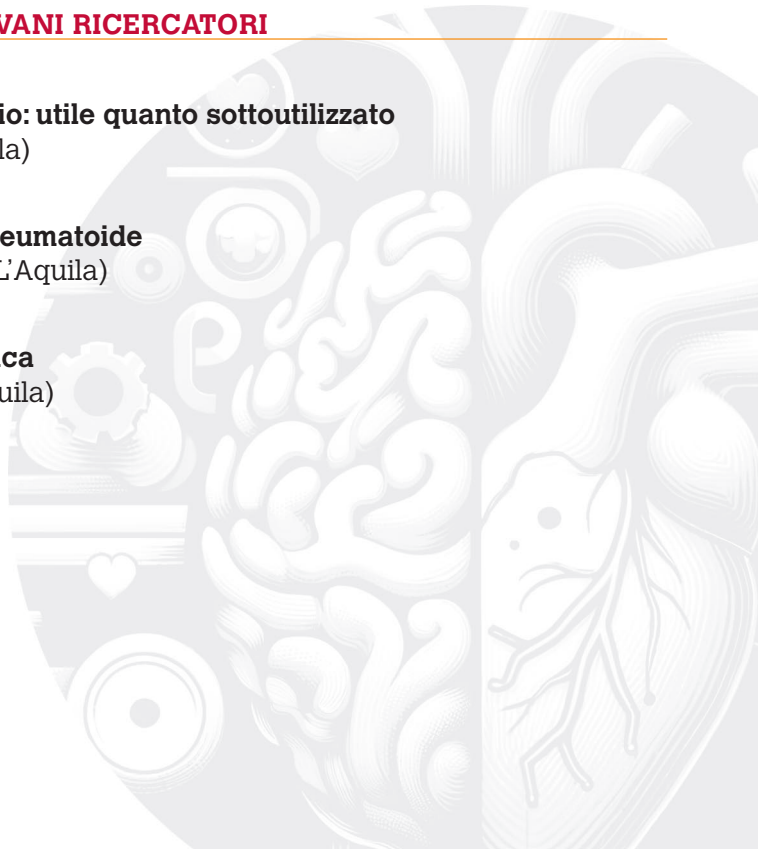 VANI RICERCATORI
io: utile quanto sottoutilizzato
la)
eumatoide
L'Aquila)
ca
uila)